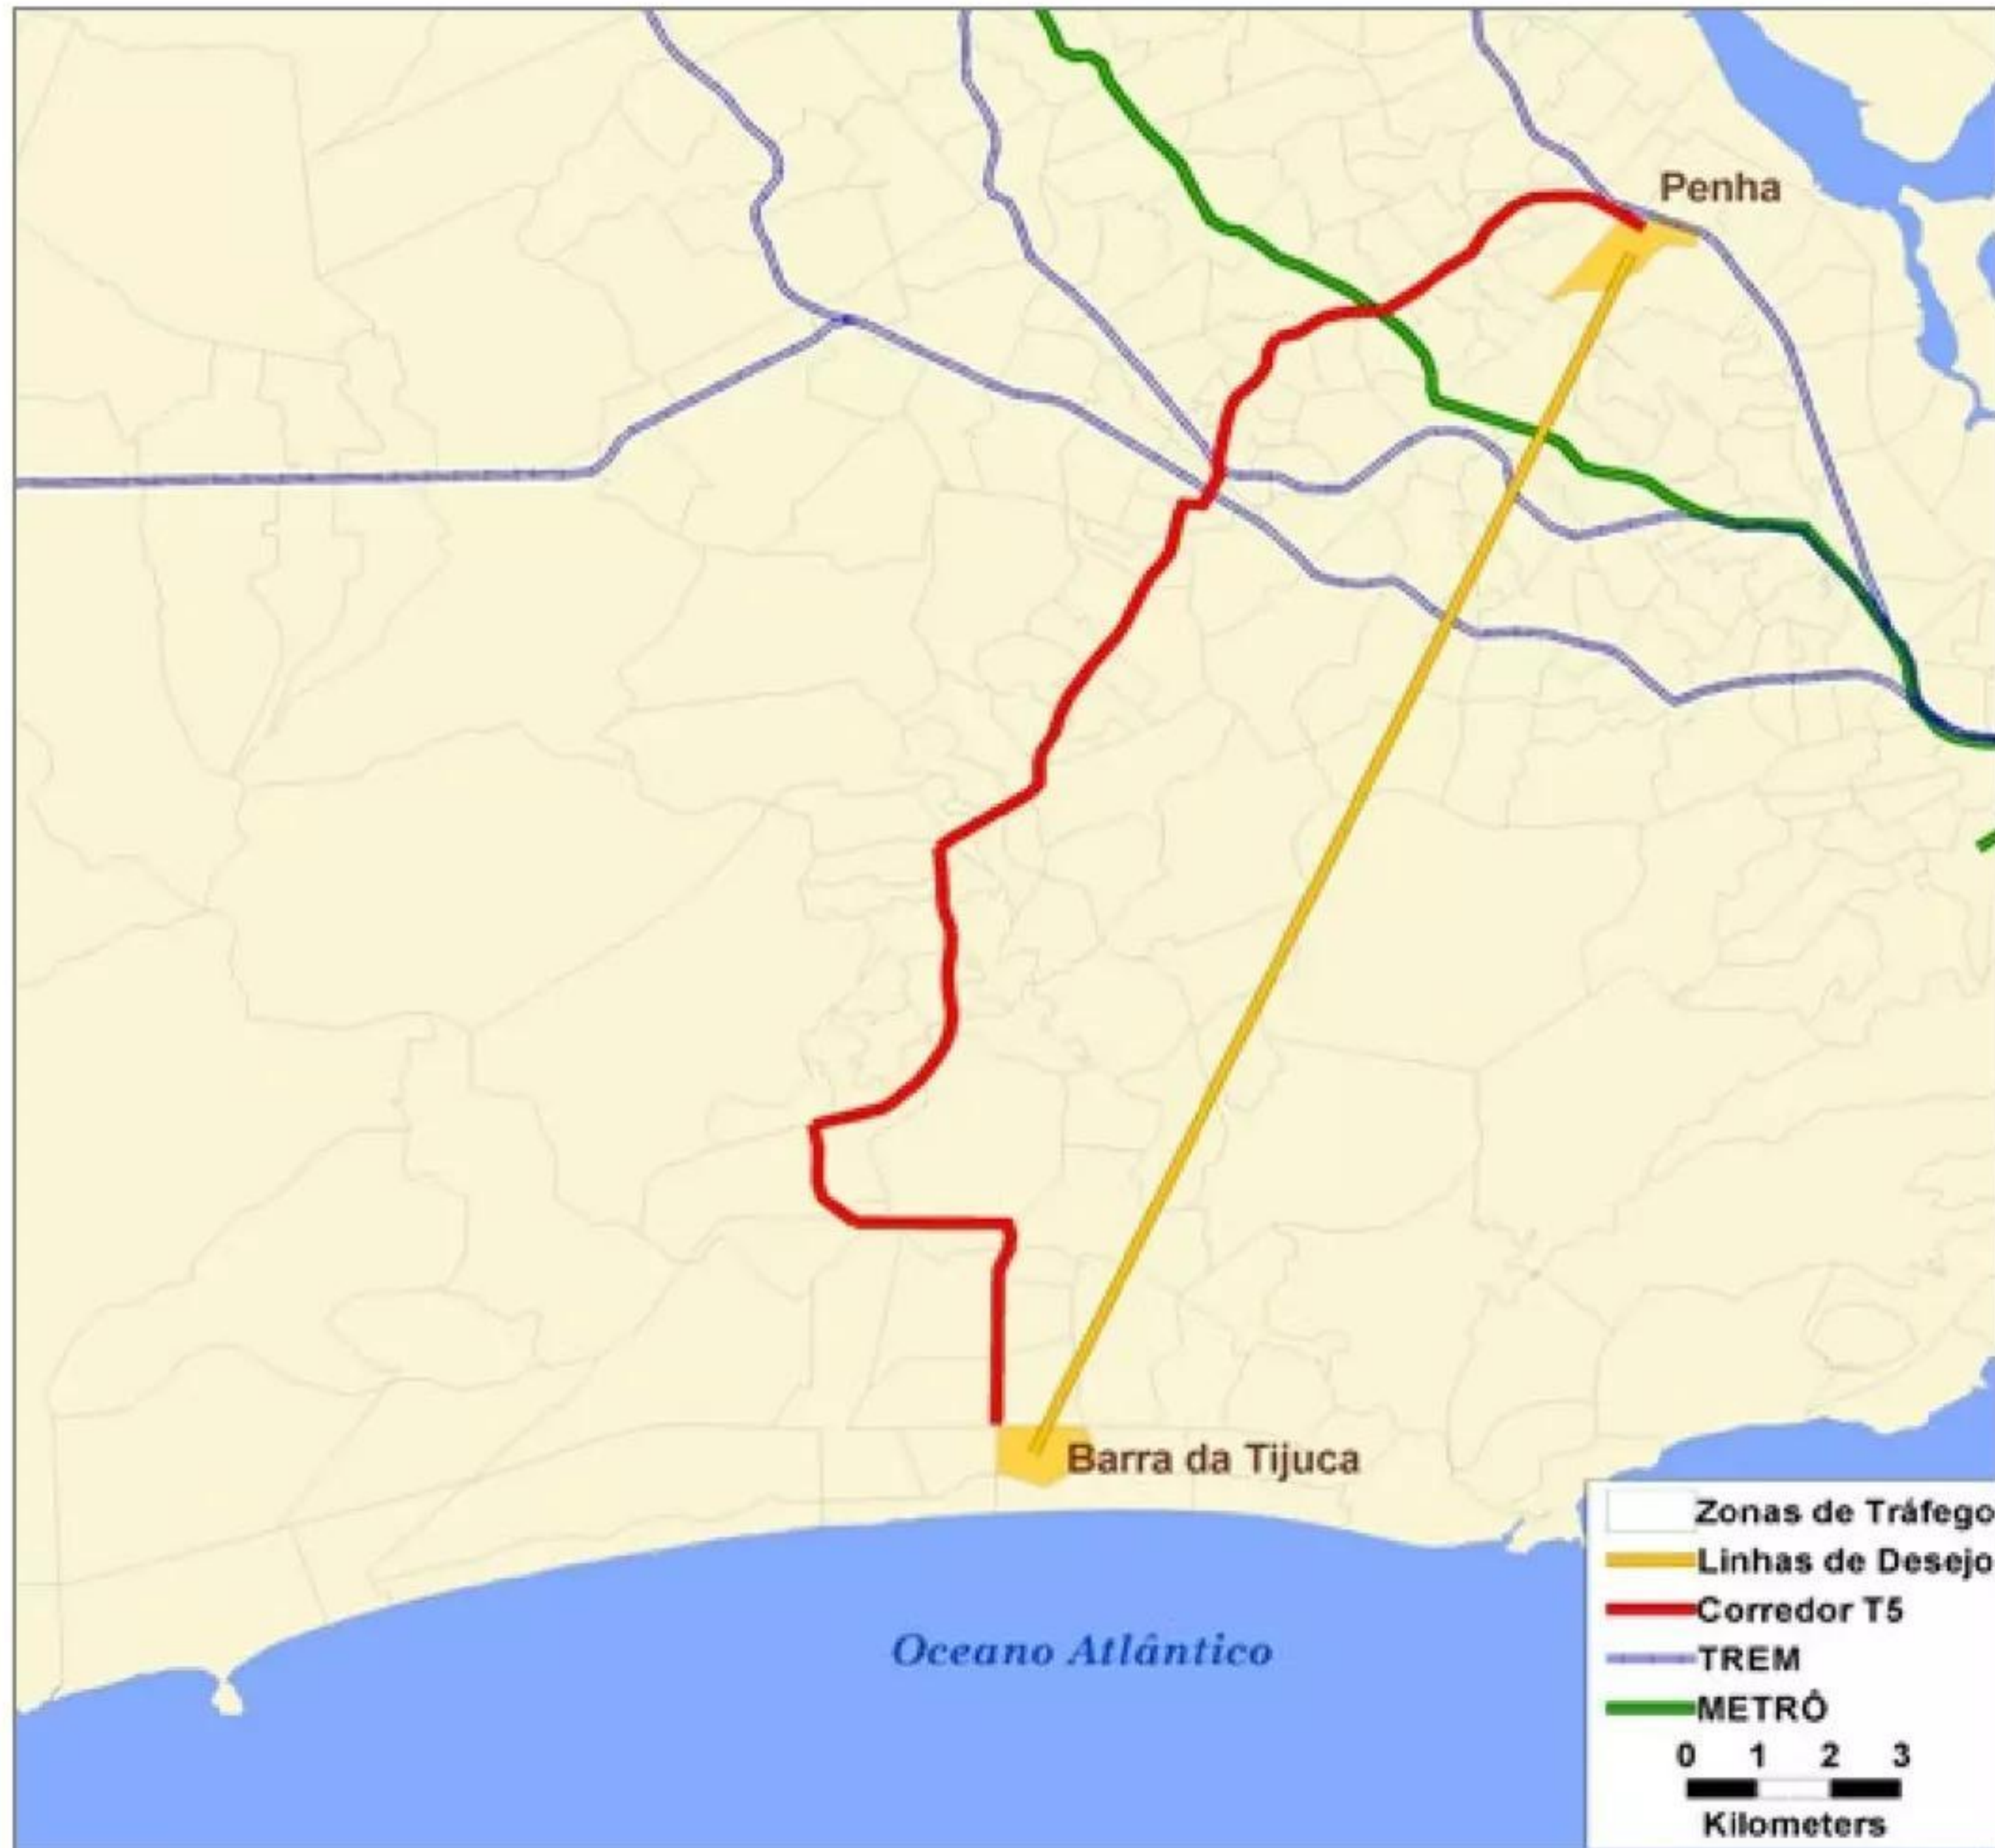 Penha
Barra da Tijuca
Oceano Atlântico
Zonas de Tráfego
Linhas de Desejo
Corredor T5
TREM
METRÔ
0 1 2 3
Kilometers